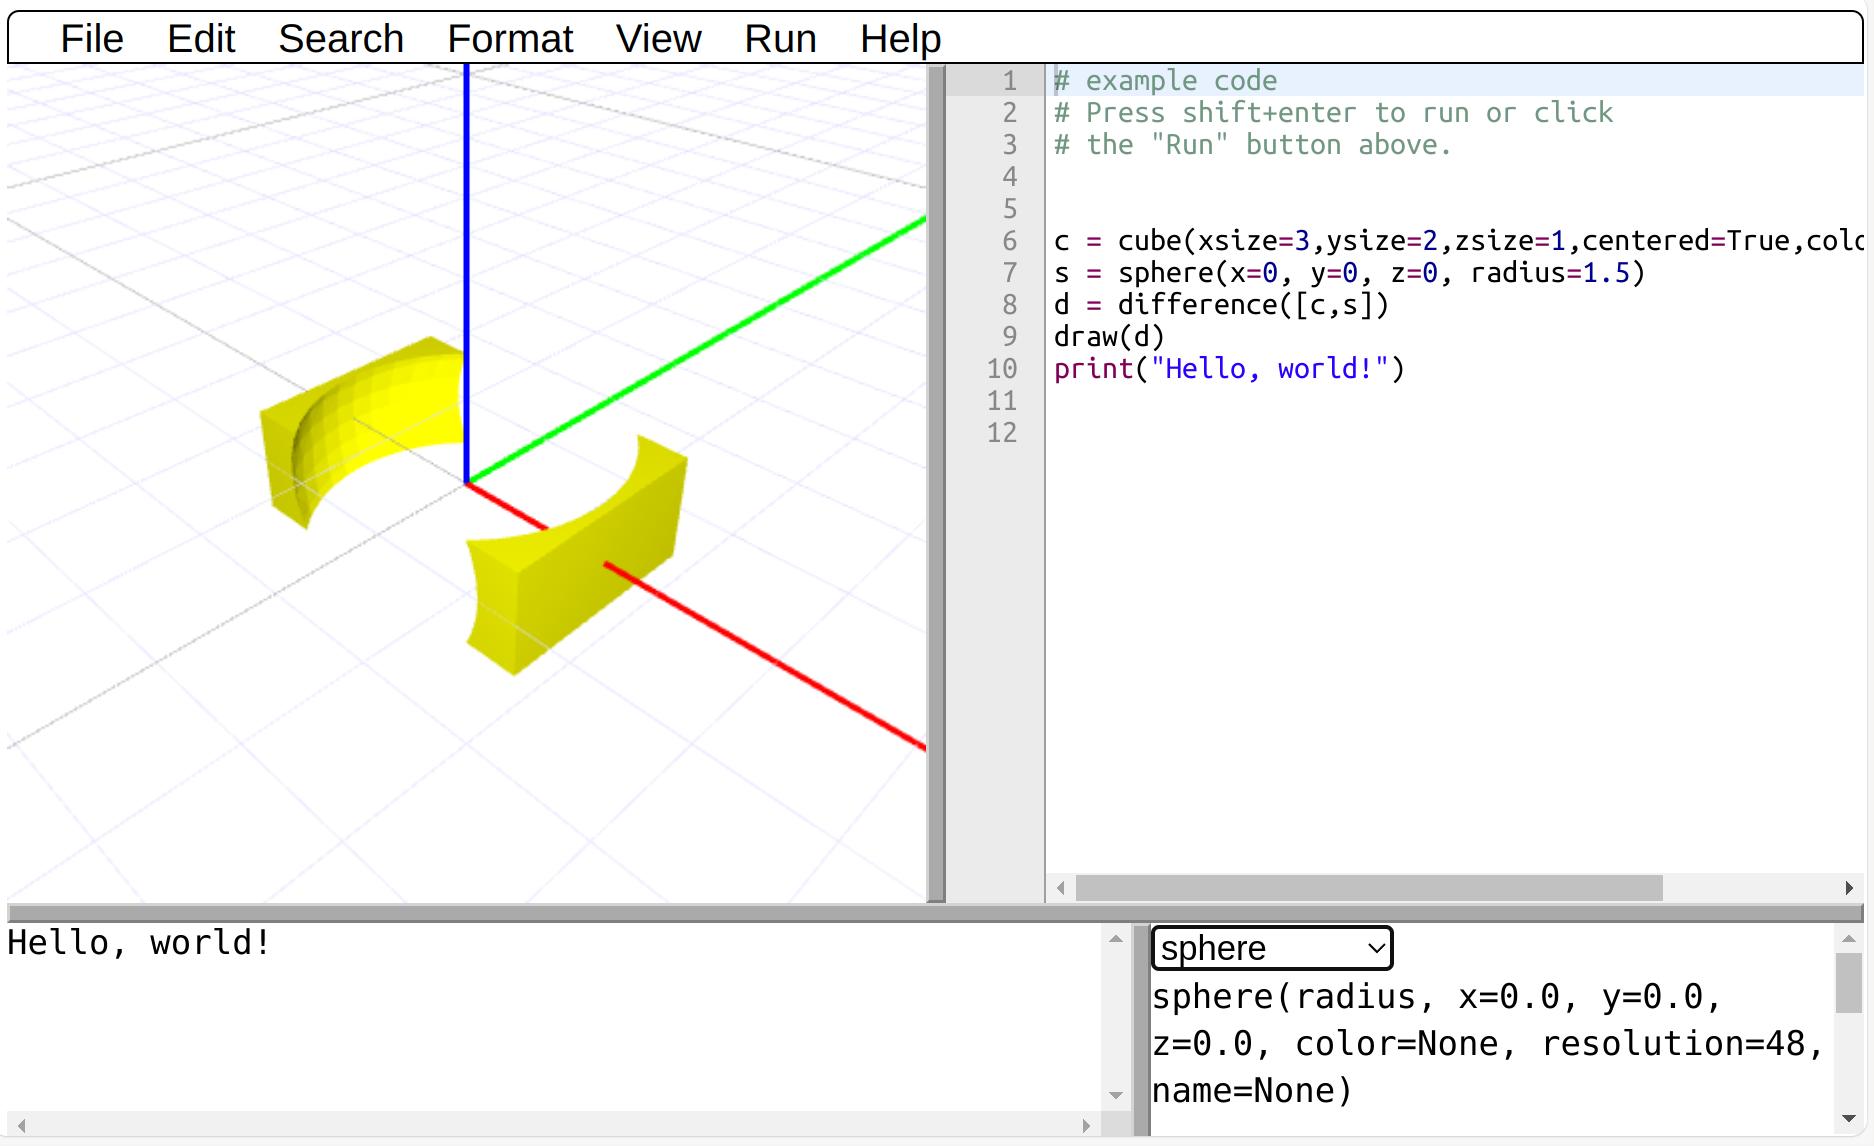 File Edit Search Format View Run Help
1 # example code
2 # Press shift+enter to run or click
3 # the "Run" button above.
4
5
6 c = cube(xsize=3,ysize=2,zsize=1,centered=True,colo
7 s = sphere(x=0, y=0, z=0, radius=1.5)
8 d = difference([c,s])
9 draw(d)
10 print("Hello, world!")
11
12
Hello, world!
sphere
sphere(radius, x=0.0, y=0.0,
z=0.0, color=None, resolution=48,
name=None)